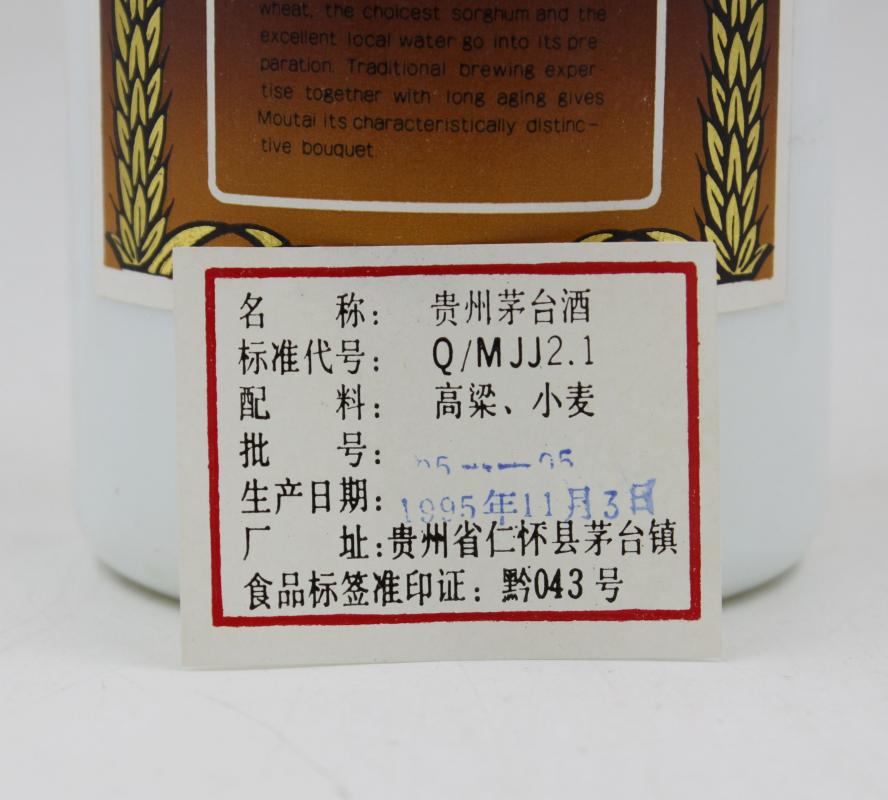 wheat, the choicest sorghum and the
excellent local water go into its pre
paration. Traditional brewing exper-
tise together with long aging gives
Moutai its characteristically distinc-
tive bouquet
名 称： 贵州茅台酒
标准代号： Q/MJJ2.1
配 料： 高粱、小麦
批 号：
生产日期： 1995年11月3日
厂 址：贵州省仁怀县茅台镇
食品标签准印证：黔043号